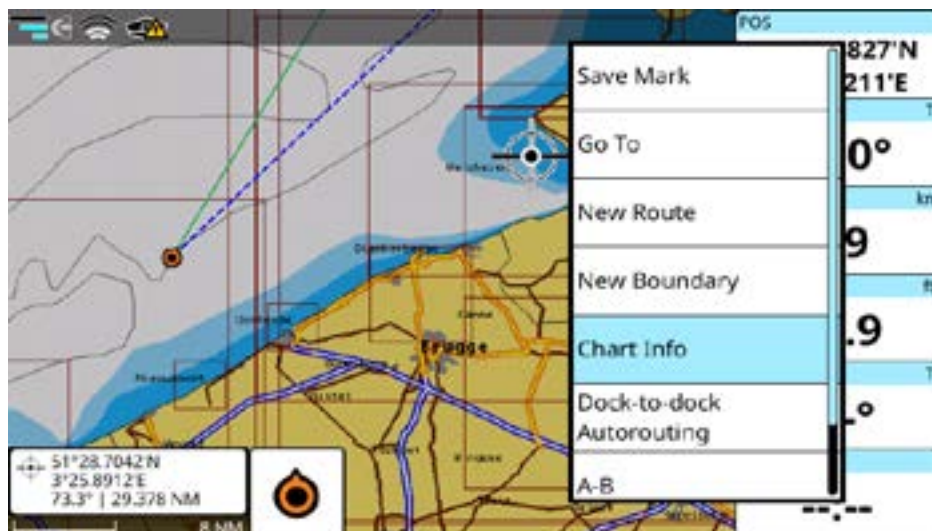 POS
827'N
211'E
Save Mark
Go To
0°
New Route
9
New Boundary
.9
Chart Info
Brugge
Dock-to-dock
Autorouting
A-B
51°28.7042'N
3°25.8912'E
73.3° | 29.378 NM
8 NM
--.--